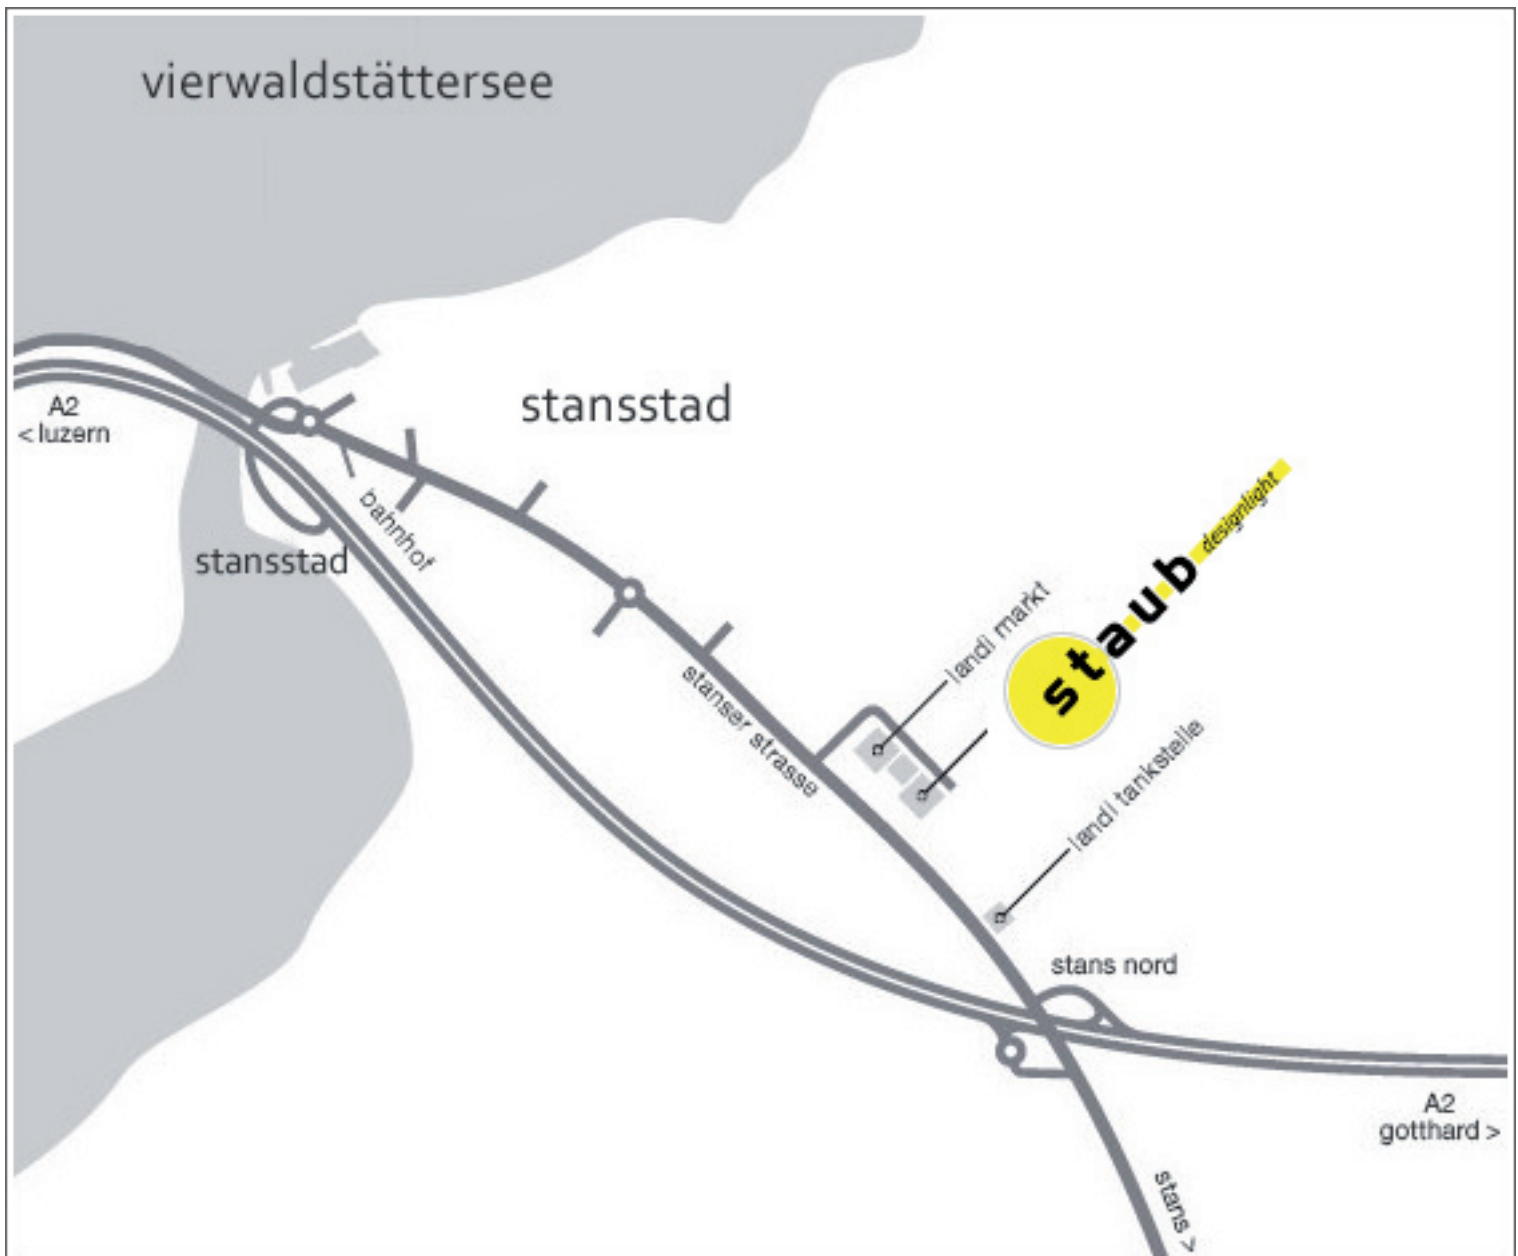 vierwaldstättersee
A2
< luzern
stansstad
stansstad
bahnhof
stanser strasse
landi markt
staub
designlight
landi tankstelle
stans nord
A2
gotthard >
stans >